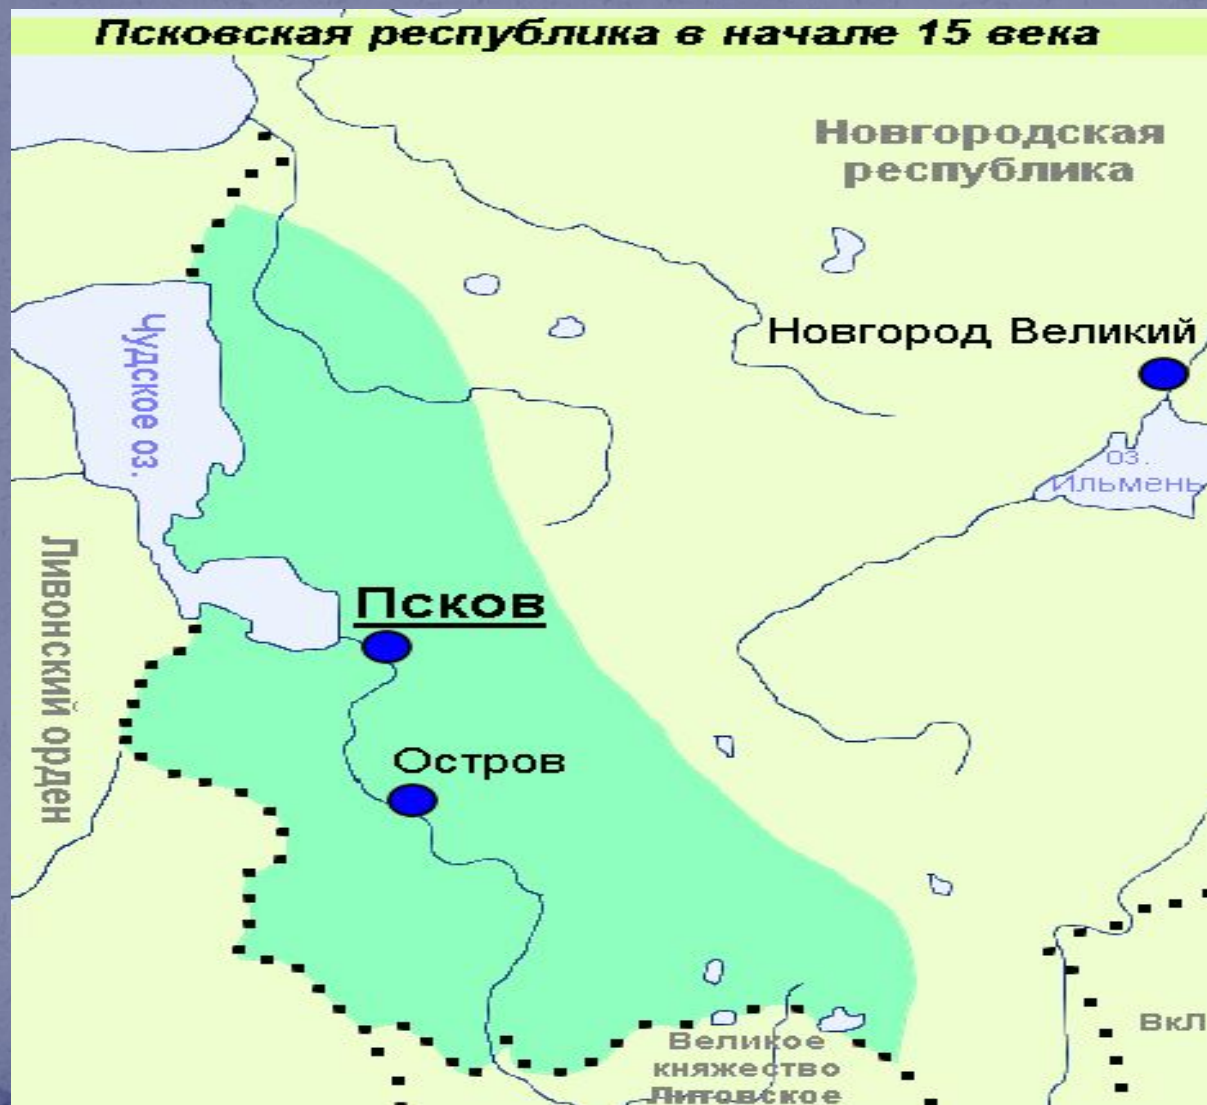 Псковская республика в начале 15 века
Новгородская
республика
Новгород Великий
Чудское оз.
оз.
Ильмень
Ливонский орден
Псков
Остров
Великое
княжество
Литовское
ВкЛ